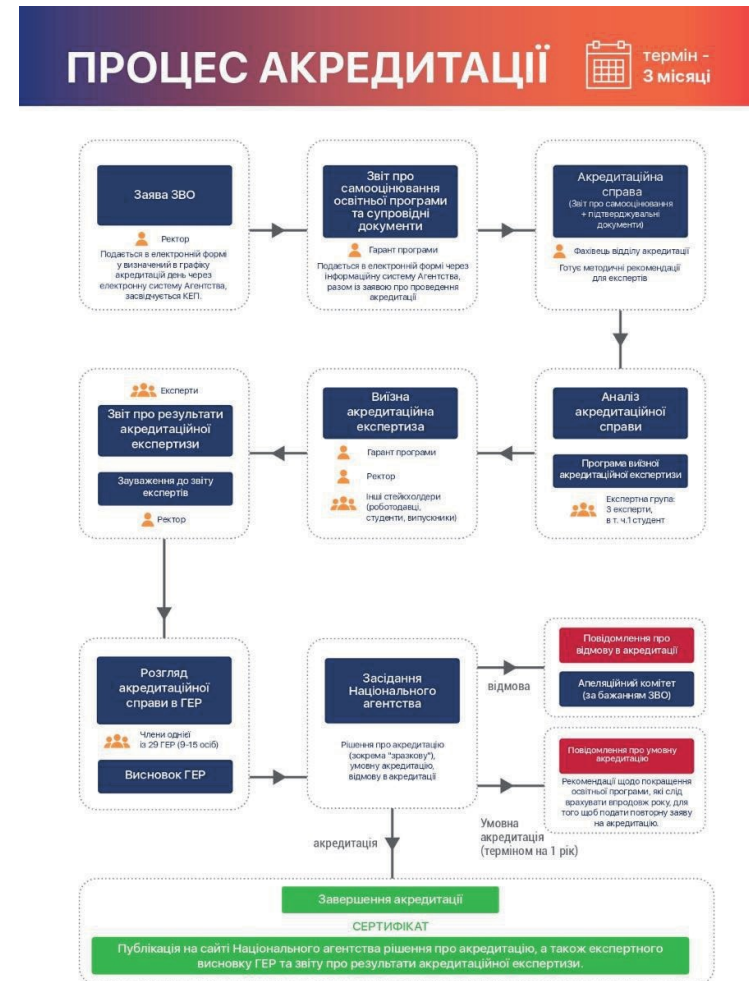 ПРОЦЕС АКРЕДИТАЦІЇ
термін -
3 місяці
Заява ЗВО
Ректор
Подається в електронній формі
у визначений в графіку
акредитацій день через
електронну систему Агентства,
засвідчується КЕП.
Звіт про
самооцінювання
освітньої програми
та супровідні
документи
Гарант програми
Подається в електронній формі через
інформаційну систему Агентства,
разом із заявою про проведення
акредитації
Акредитаційна
справа
(Звіт про самооцінювання
+ підтверджувальні
документи)
Фахівець відділу акредитації
Готує методичні рекомендації
для експертів
Аналіз
акредитаційної
справи
Програма виїзної
акредитаційної експертизи
Експертна група:
3 експерти,
в т. ч.1 студент
Виїзна
акредитаційна
експертиза
Гарант програми
Ректор
Інші стейкхолдери
(роботодавці,
студенти, випускники)
Експерти
Звіт про результати
акредитаційної
експертизи
Зауваження до звіту
експертів
Ректор
Розгляд
акредитаційної
справи в ГЕР
Члени однієї
із 29 ГЕР (9-15 осіб)
Висновок ГЕР
Засідання
Національного
агентства
Рішення про акредитацію
(зокрема "зразкову"),
умовну акредитацію,
відмову в акредитації
відмова
Повідомлення про
відмову в акредитації
Апеляційний комітет
(за бажанням ЗВО)
Умовна
акредитація
(терміном на 1 рік)
Повідомлення про умовну
акредитацію
Рекомендації щодо покращення
освітньої програми, які слід
врахувати впродовж року, для
того щоб подати повторну заяву
на акредитацію.
акредитація
Завершення акредитації
СЕРТИФІКАТ
Публікація на сайті Національного агентства рішення про акредитацію, а також експертного
висновку ГЕР та звіту про результати акредитаційної експертизи.